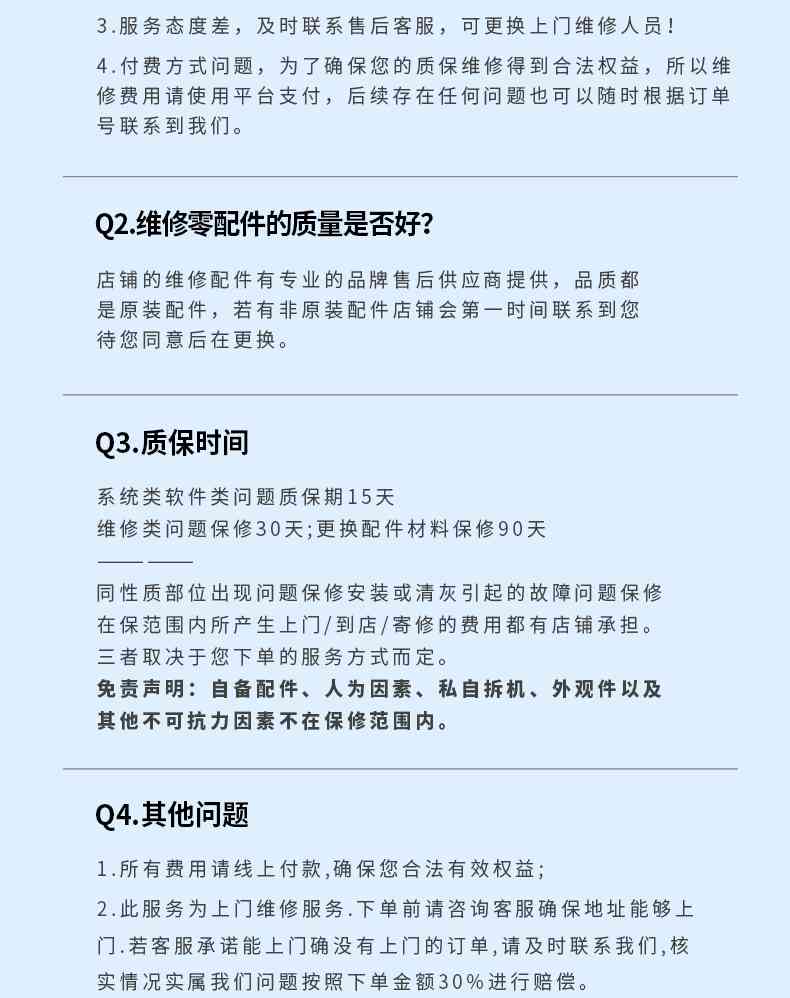 3.服务态度差，及时联系售后客服，可更换上门维修人员！
4.付费方式问题，为了确保您的质保维修得到合法权益，所以维
修费用请使用平台支付，后续存在任何问题也可以随时根据订单
号联系到我们。
Q2.维修零配件的质量是否好？
店铺的维修配件有专业的品牌售后供应商提供，品质都
是原装配件，若有非原装配件店铺会第一时间联系到您
待您同意后在更换。
Q3.质保时间
系统类软件类问题质保期15天
维修类问题保修30天;更换配件材料保修90天
—— ——
同性质部位出现问题保修安装或清灰引起的故障问题保修
在保范围内所产生上门/到店/寄修的费用都有店铺承担。
三者取决于您下单的服务方式而定。
免责声明：自备配件、人为因素、私自拆机、外观件以及
其他不可抗力因素不在保修范围内。
Q4.其他问题
1.所有费用请线上付款,确保您合法有效权益;
2.此服务为上门维修服务.下单前请咨询客服确保地址能够上
门.若客服承诺能上门确没有上门的订单,请及时联系我们,核
实情况实属我们问题按照下单金额30%进行赔偿。